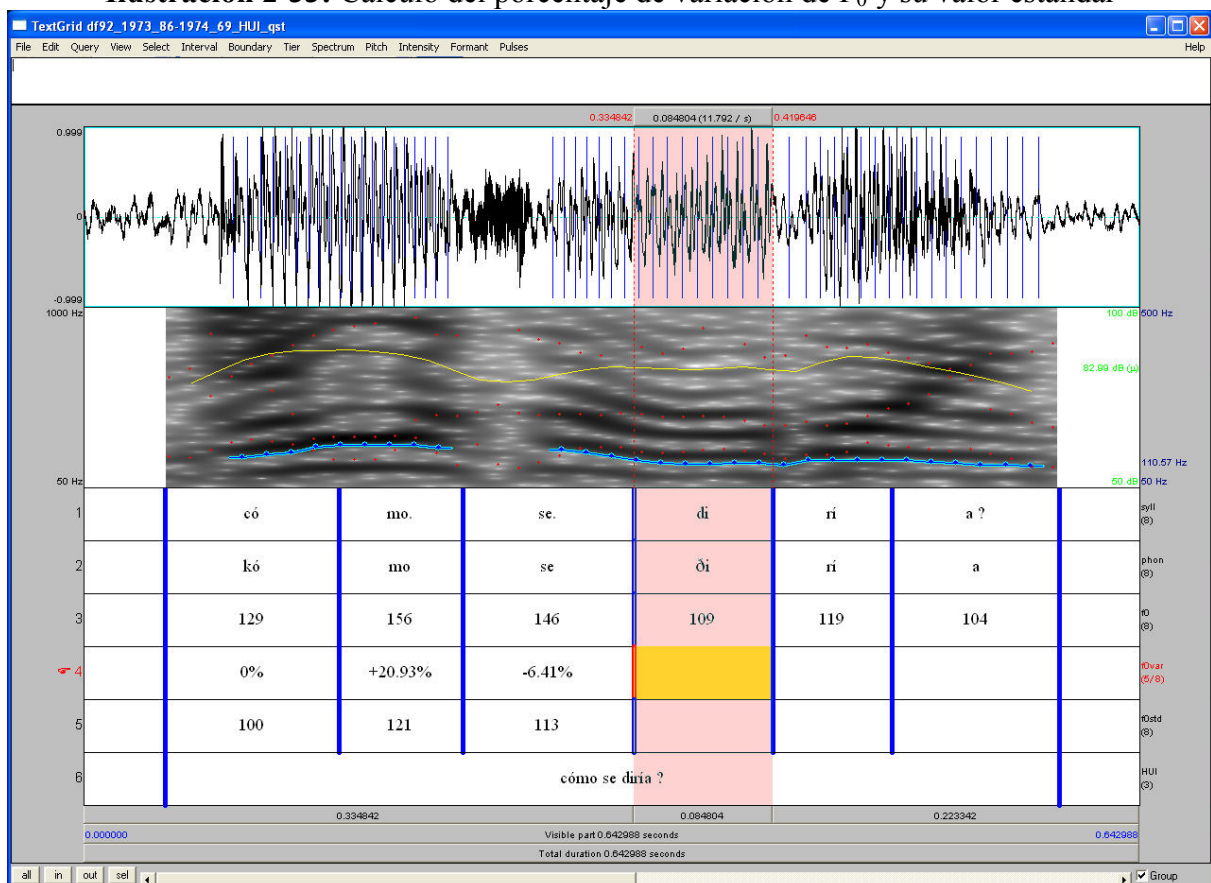 Ilustración 2-33: Cálculo del porcentaje de variación de F0 y su valor estándar
TextGrid df92_1973_86-1974_69_HUI_qst
File Edit Query View Select Interval Boundary Tier Spectrum Pitch Intensity Formant Pulses Help
0.334842 0.084804 (11.792 / s) 0.419646
0.999
0
-0.999
1000 Hz 100 dB 500 Hz
82.99 dB (µ)
110.57 Hz
50 Hz 50 dB 50 Hz
1 có mo. se. di rí a ? syll (8)
2 kó mo se ði rí a phon (8)
3 129 156 146 109 119 104 f0 (8)
4 0% +20.93% -6.41% f0var (5/8)
5 100 121 113 f0std (8)
6 cómo se diría ? HUI (3)
0.334842 0.084804 0.223342
0.000000 Visible part 0.642988 seconds 0.642988
Total duration 0.642988 seconds
all in out sel Group